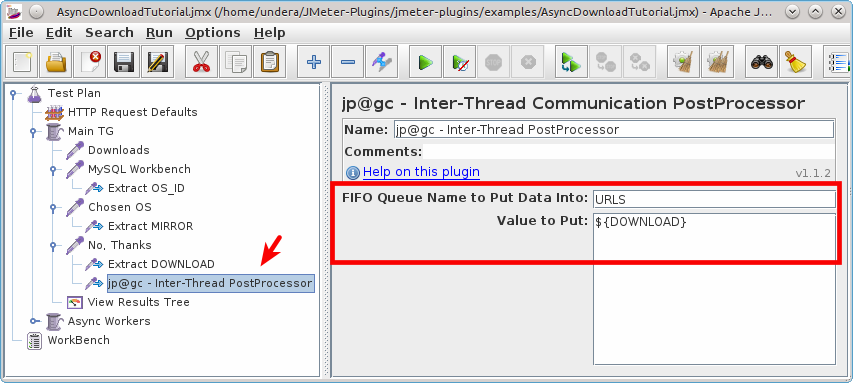 AsyncDownloadTutorial.jmx (/home/undera/JMeter-Plugins/jmeter-plugins/examples/AsyncDownloadTutorial.jmx) - Apache J...
File Edit Search Run Options Help
Test Plan
HTTP Request Defaults
Main TG
Downloads
MySQL Workbench
Extract OS_ID
Chosen OS
Extract MIRROR
No, Thanks
Extract DOWNLOAD
jp@gc - Inter-Thread PostProcessor
View Results Tree
Async Workers
WorkBench
jp@gc - Inter-Thread Communication PostProcessor
Name: jp@gc - Inter-Thread PostProcessor
Comments:
Help on this plugin v1.1.2
FIFO Queue Name to Put Data Into: URLS
Value to Put: ${DOWNLOAD}